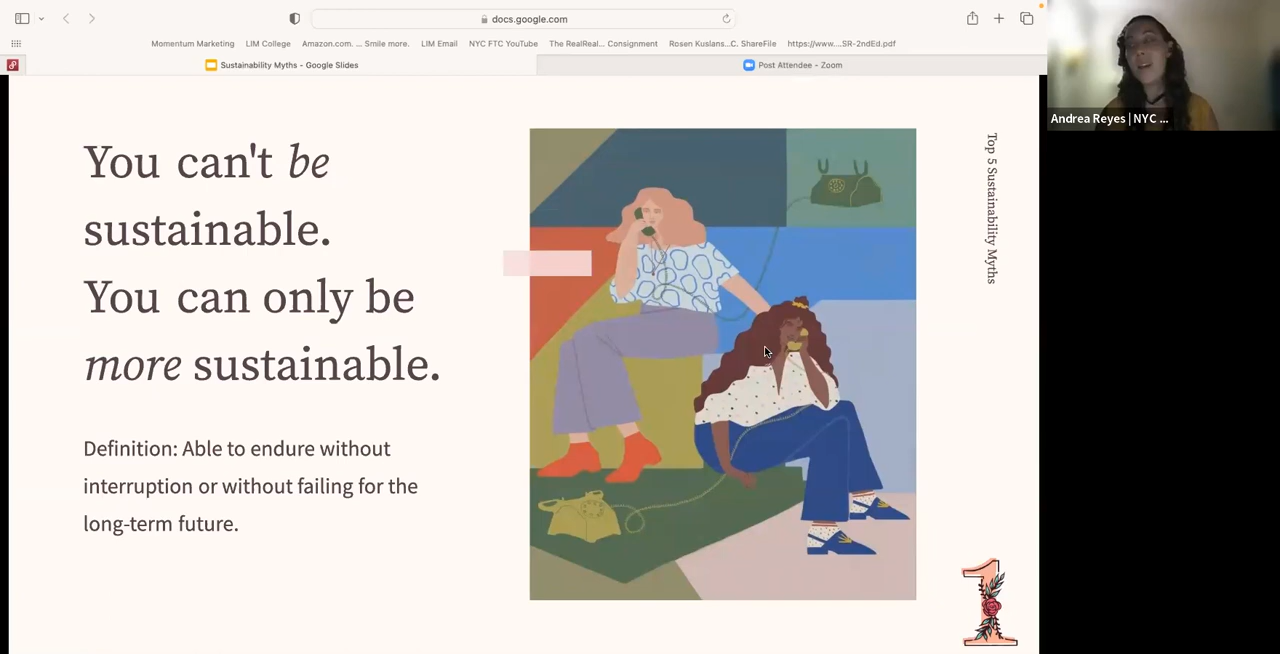 docs.google.com
Momentum Marketing LIM College Amazon.com. ... Smile more. LIM Email NYC FTC YouTube The RealReal... Consignment Rosen Kuslans...C. ShareFile https://www....SR-2ndEd.pdf
Sustainability Myths - Google Slides Post Attendee - Zoom
Andrea Reyes | NYC ...
You can't be
sustainable.
You can only be
more sustainable.
Definition: Able to endure without
interruption or without failing for the
long-term future.
Top 5 Sustainability Myths
1